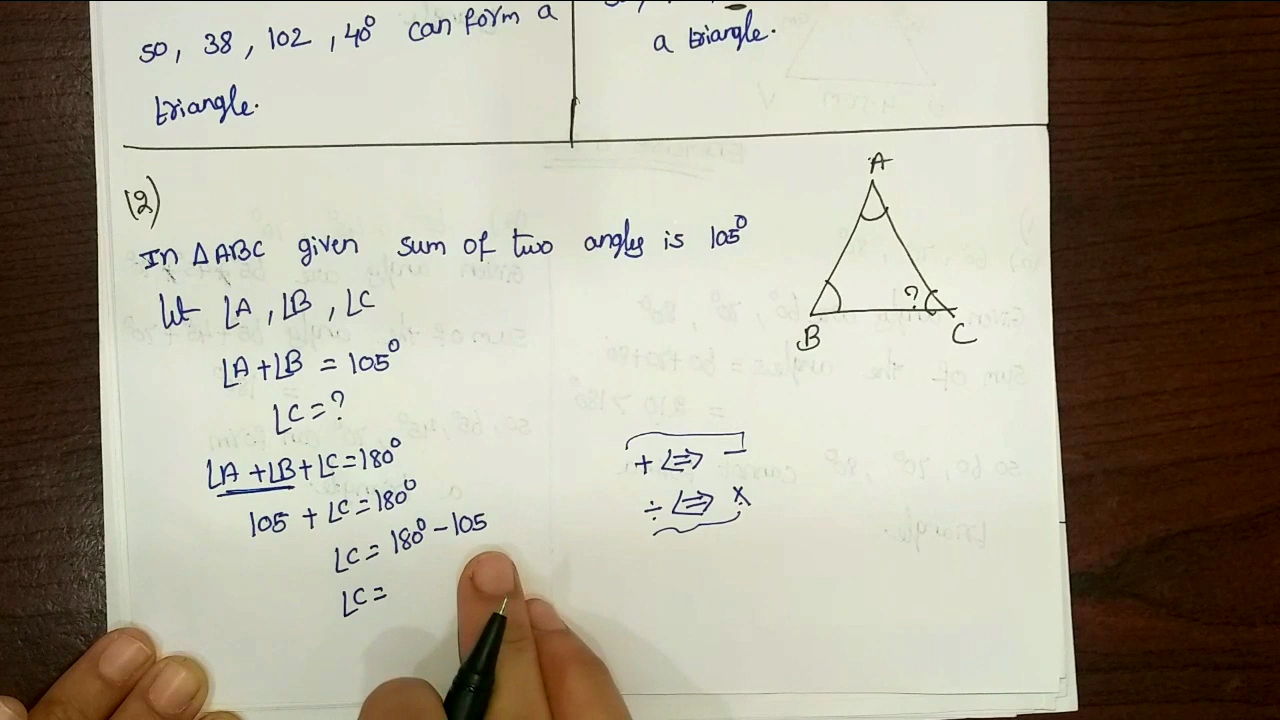 50, 38, 102, 40° can form a
triangle.
a triangle.
(2)
In ΔABC given sum of two angles is 105°
let ∠A, ∠B, ∠C
∠A+∠B = 105°
∠C = ?
∠A+∠B+∠C=180°
105 + ∠C = 180°
∠C = 180° - 105
∠C =
A
B
?
C
+ ⇔ -
÷ ⇔ ×